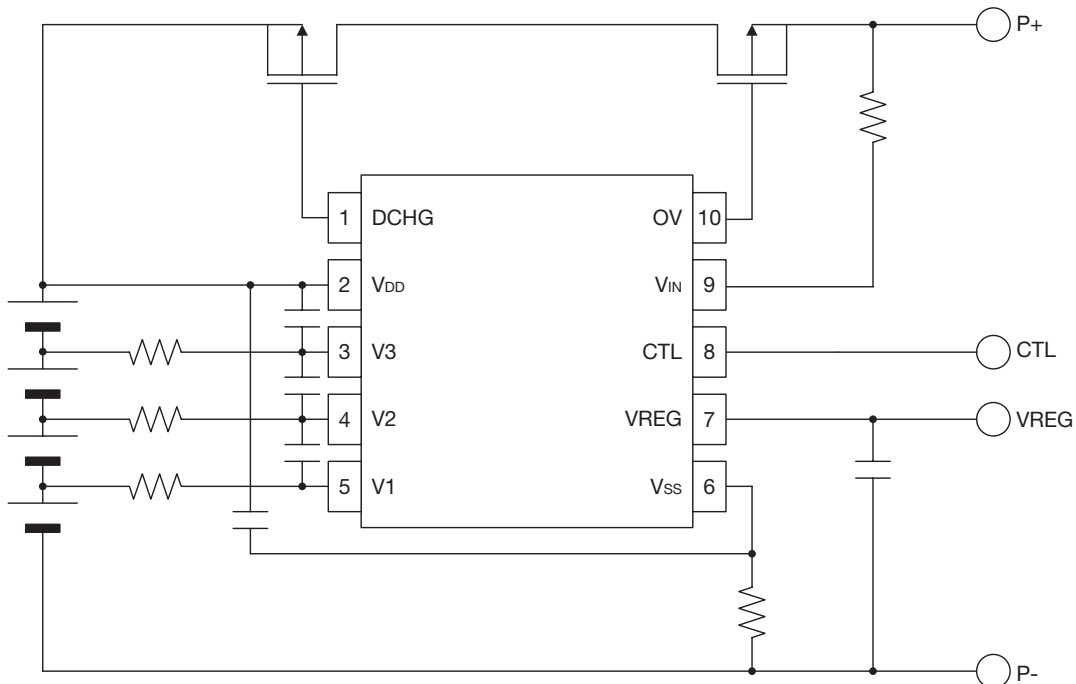 P+
1 DCHG OV 10
2 VDD VIN 9
3 V3 CTL 8 CTL
4 V2 VREG 7 VREG
5 V1 VSS 6
P-